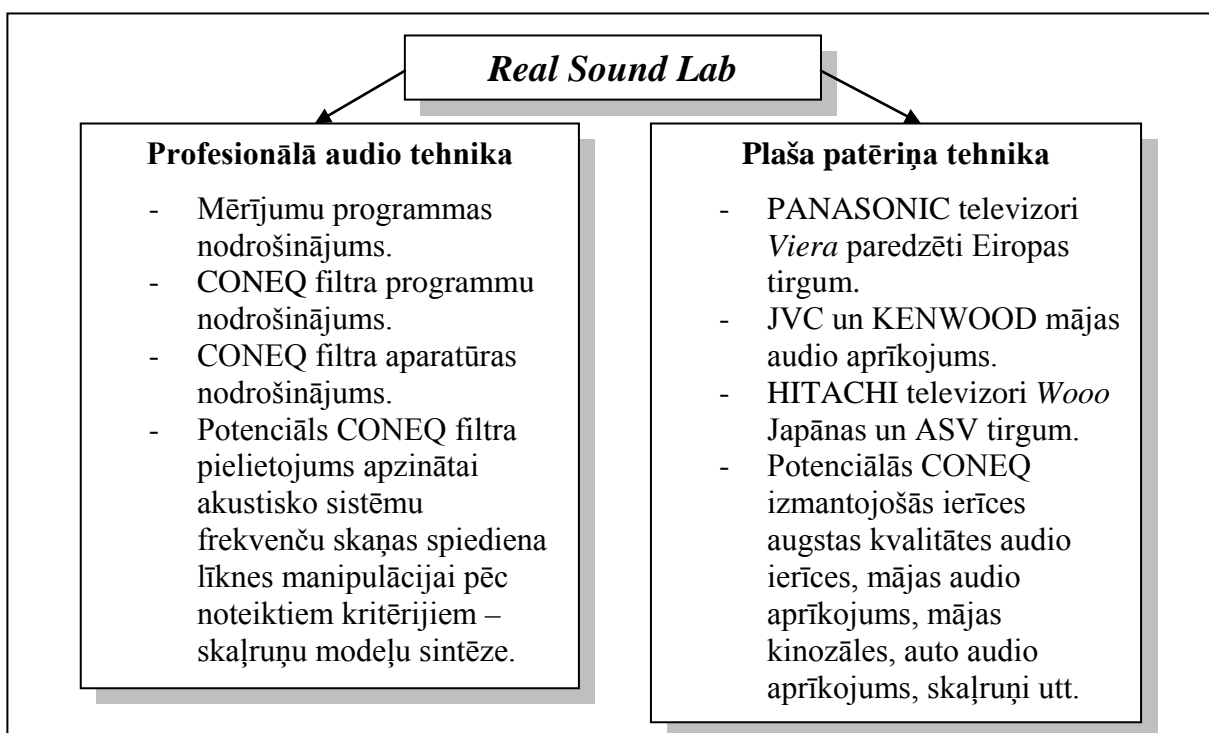 Real Sound Lab
Profesionālā audio tehnika
- Mērījumu programmas
nodrošinājums.
- CONEQ filtra programmu
nodrošinājums.
- CONEQ filtra aparatūras
nodrošinājums.
- Potenciāls CONEQ filtra
pielietojums apzinātai
akustisko sistēmu
frekvenču skaņas spiediena
līknes manipulācijai pēc
noteiktiem kritērijiem –
skaļruņu modeļu sintēze.
Plaša patēriņa tehnika
- PANASONIC televizori
Viera paredzēti Eiropas
tirgum.
- JVC un KENWOOD mājas
audio aprīkojums.
- HITACHI televizori Wooo
Japānas un ASV tirgum.
- Potenciālās CONEQ
izmantojošās ierīces
augstas kvalitātes audio
ierīces, mājas audio
aprīkojums, mājas
kinozāles, auto audio
aprīkojums, skaļruņi utt.